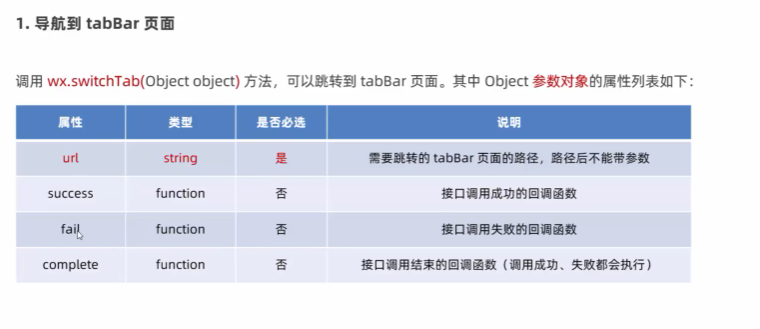 1. 导航到 tabBar 页面
调用 wx.switchTab(Object object) 方法，可以跳转到 tabBar 页面。其中 Object 参数对象的属性列表如下：
属性 类型 是否必选 说明
url string 是 需要跳转的 tabBar 页面的路径，路径后不能带参数
success function 否 接口调用成功的回调函数
fail function 否 接口调用失败的回调函数
complete function 否 接口调用结束的回调函数（调用成功、失败都会执行）